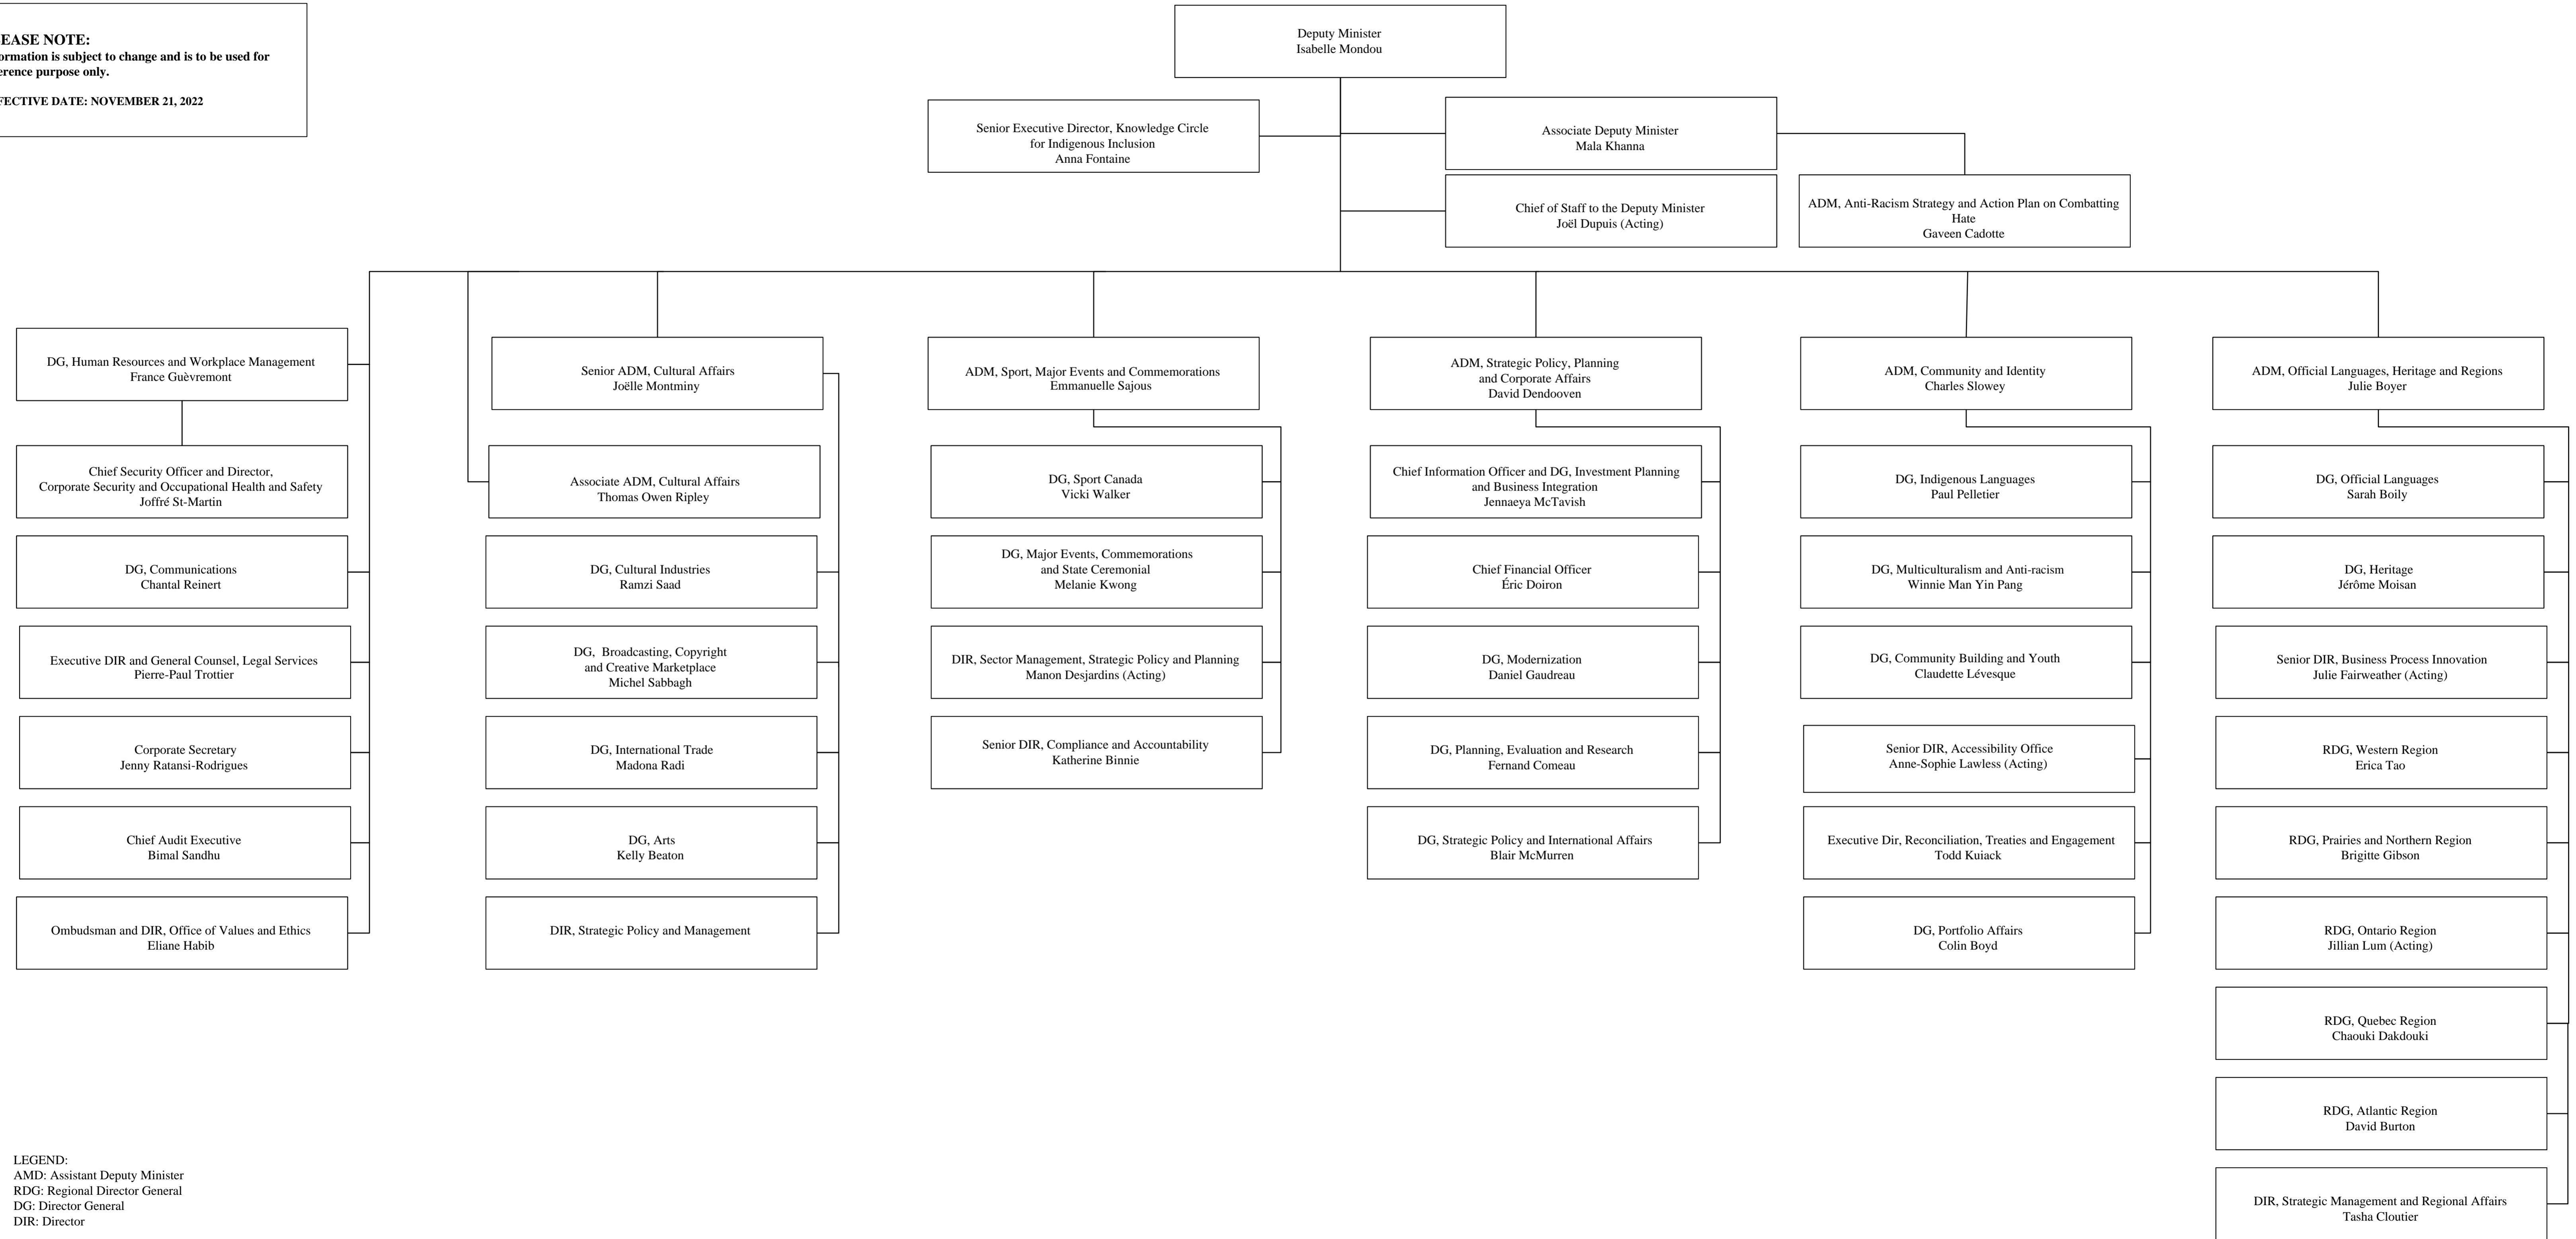 EASE NOTE:
ormation is subject to change and is to be used for
erence purpose only.
FECTIVE DATE: NOVEMBER 21, 2022
Deputy Minister
Isabelle Mondou
Senior Executive Director, Knowledge Circle
for Indigenous Inclusion
Anna Fontaine
Associate Deputy Minister
Mala Khanna
Chief of Staff to the Deputy Minister
Joël Dupuis (Acting)
ADM, Anti-Racism Strategy and Action Plan on Combatting
Hate
Gaveen Cadotte
DG, Human Resources and Workplace Management
France Guèvremont
Chief Security Officer and Director,
Corporate Security and Occupational Health and Safety
Joffré St-Martin
DG, Communications
Chantal Reinert
Executive DIR and General Counsel, Legal Services
Pierre-Paul Trottier
Corporate Secretary
Jenny Ratansi-Rodrigues
Chief Audit Executive
Bimal Sandhu
Ombudsman and DIR, Office of Values and Ethics
Eliane Habib
Senior ADM, Cultural Affairs
Joëlle Montminy
Associate ADM, Cultural Affairs
Thomas Owen Ripley
DG, Cultural Industries
Ramzi Saad
DG, Broadcasting, Copyright
and Creative Marketplace
Michel Sabbagh
DG, International Trade
Madona Radi
DG, Arts
Kelly Beaton
DIR, Strategic Policy and Management
ADM, Sport, Major Events and Commemorations
Emmanuelle Sajous
DG, Sport Canada
Vicki Walker
DG, Major Events, Commemorations
and State Ceremonial
Melanie Kwong
DIR, Sector Management, Strategic Policy and Planning
Manon Desjardins (Acting)
Senior DIR, Compliance and Accountability
Katherine Binnie
ADM, Strategic Policy, Planning
and Corporate Affairs
David Dendooven
Chief Information Officer and DG, Investment Planning
and Business Integration
Jennaeya McTavish
Chief Financial Officer
Éric Doiron
DG, Modernization
Daniel Gaudreau
DG, Planning, Evaluation and Research
Fernand Comeau
DG, Strategic Policy and International Affairs
Blair McMurren
ADM, Community and Identity
Charles Slowey
DG, Indigenous Languages
Paul Pelletier
DG, Multiculturalism and Anti-racism
Winnie Man Yin Pang
DG, Community Building and Youth
Claudette Lévesque
Senior DIR, Accessibility Office
Anne-Sophie Lawless (Acting)
Executive Dir, Reconciliation, Treaties and Engagement
Todd Kuiack
DG, Portfolio Affairs
Colin Boyd
ADM, Official Languages, Heritage and Regions
Julie Boyer
DG, Official Languages
Sarah Boily
DG, Heritage
Jérôme Moisan
Senior DIR, Business Process Innovation
Julie Fairweather (Acting)
RDG, Western Region
Erica Tao
RDG, Prairies and Northern Region
Brigitte Gibson
RDG, Ontario Region
Jillian Lum (Acting)
RDG, Quebec Region
Chaouki Dakdouki
RDG, Atlantic Region
David Burton
DIR, Strategic Management and Regional Affairs
Tasha Cloutier
LEGEND:
AMD: Assistant Deputy Minister
RDG: Regional Director General
DG: Director General
DIR: Director